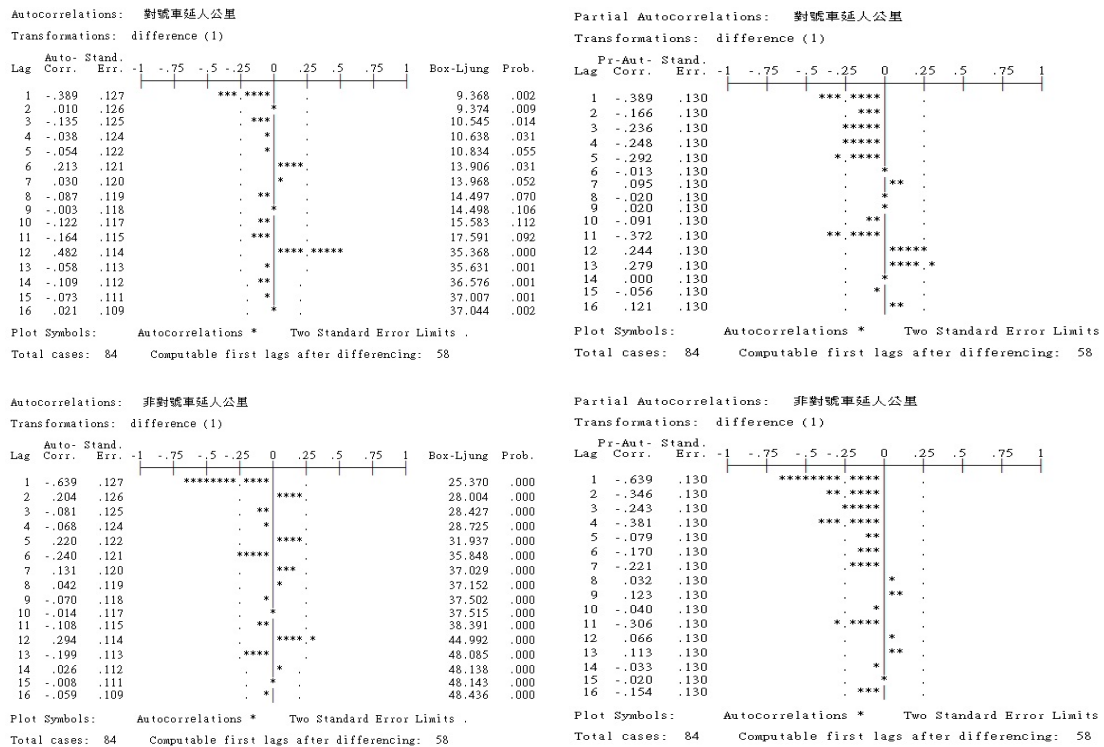 Autocorrelations: 對號車延人公里
Transformations: difference (1)
Auto- Stand.
Lag Corr. Err. -1 -.75 -.5 -.25 0 .25 .5 .75 1 Box-Ljung Prob.
1 -.389 .127 ***.**** 9.368 .002
2 .010 .126 . * . 9.374 .009
3 -.135 .125 . *** . 10.545 .014
4 -.038 .124 . * . 10.638 .031
5 -.054 .122 . * . 10.834 .055
6 .213 .121 . ****. 13.906 .031
7 .030 .120 . * . 13.968 .052
8 -.087 .119 . ** . 14.497 .070
9 -.003 .118 . * . 14.498 .106
10 -.122 .117 . ** . 15.583 .112
11 -.164 .115 . *** . 17.591 .092
12 .482 .114 . ****.***** 35.368 .000
13 -.058 .113 . * . 35.631 .001
14 -.109 .112 . ** . 36.576 .001
15 -.073 .111 . * . 37.007 .001
16 .021 .109 . * . 37.044 .002
Plot Symbols: Autocorrelations * Two Standard Error Limits .
Total cases: 84 Computable first lags after differencing: 58
Partial Autocorrelations: 對號車延人公里
Transformations: difference (1)
Pr-Aut- Stand.
Lag Corr. Err. -1 -.75 -.5 -.25 0 .25 .5 .75 1
1 -.389 .130 ***.****
2 -.166 .130 . *** .
3 -.236 .130 ***** .
4 -.248 .130 ***** .
5 -.292 .130 *.**** .
6 -.013 .130 . * .
7 .095 .130 . ** .
8 -.020 .130 . * .
9 .020 .130 . * .
10 -.091 .130 . ** .
11 -.372 .130 **.**** .
12 .244 .130 . *****
13 .279 .130 . ****.*
14 .000 .130 . * .
15 -.056 .130 . * .
16 .121 .130 . ** .
Plot Symbols: Autocorrelations * Two Standard Error Limits
Total cases: 84 Computable first lags after differencing: 58
Autocorrelations: 非對號車延人公里
Transformations: difference (1)
Auto- Stand.
Lag Corr. Err. -1 -.75 -.5 -.25 0 .25 .5 .75 1 Box-Ljung Prob.
1 -.639 .127 ********.**** 25.370 .000
2 .204 .126 . ****. 28.004 .000
3 -.081 .125 . ** . 28.427 .000
4 -.068 .124 . * . 28.725 .000
5 .220 .122 . ****. 31.937 .000
6 -.240 .121 ***** . 35.848 .000
7 .131 .120 . *** . 37.029 .000
8 .042 .119 . * . 37.152 .000
9 -.070 .118 . * . 37.502 .000
10 -.014 .117 . * . 37.515 .000
11 -.108 .115 . ** . 38.391 .000
12 .294 .114 . ****.* 44.992 .000
13 -.199 .113 .**** . 48.085 .000
14 .026 .112 . * . 48.138 .000
15 -.008 .111 . * . 48.143 .000
16 -.059 .109 . * . 48.436 .000
Plot Symbols: Autocorrelations * Two Standard Error Limits .
Total cases: 84 Computable first lags after differencing: 58
Partial Autocorrelations: 非對號車延人公里
Transformations: difference (1)
Pr-Aut- Stand.
Lag Corr. Err. -1 -.75 -.5 -.25 0 .25 .5 .75 1
1 -.639 .130 ********.**** .
2 -.346 .130 **.**** .
3 -.243 .130 ***** .
4 -.381 .130 ***.**** .
5 -.079 .130 . ** .
6 -.170 .130 . *** .
7 -.221 .130 .**** .
8 .032 .130 . * .
9 .123 .130 . ** .
10 -.040 .130 . * .
11 -.306 .130 *.**** .
12 .066 .130 . * .
13 .113 .130 . ** .
14 -.033 .130 . * .
15 -.020 .130 . * .
16 -.154 .130 . *** .
Plot Symbols: Autocorrelations * Two Standard Error Limits
Total cases: 84 Computable first lags after differencing: 58